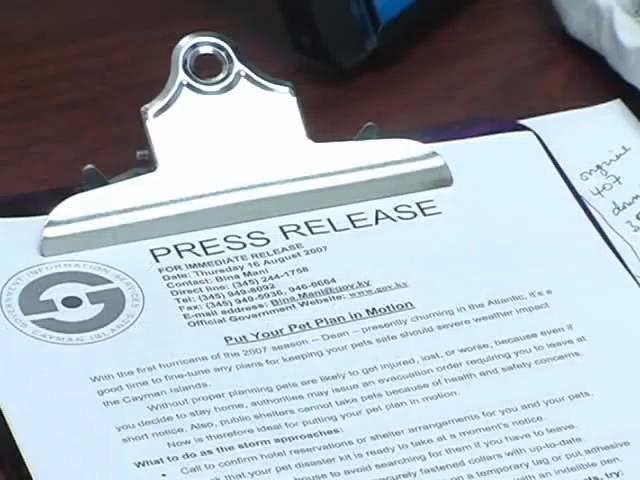 PRESS RELEASE
FOR IMMEDIATE RELEASE
Date: Thursday 16 August 2007
Contact: Bina Mani
Direct line: (345) 244-1758
Tel: (345) 949-8092
Fax: (345) 949-5936, 946-0664
E-mail address: Bina.Mani@gov.ky
Official Government Website: www.gov.ky
GOVERNMENT INFORMATION SERVICES
CAYMAN ISLANDS
Put Your Pet Plan in Motion
With the first hurricane of the 2007 season – Dean – presently churning in the Atlantic, it's a
good time to fine-tune any plans for keeping your pets safe should severe weather impact
the Cayman Islands.
Without proper planning pets are likely to get injured, lost, or worse, because even if
you decide to stay home, authorities may issue an evacuation order requiring you to leave at
short notice. Also, public shelters cannot take pets because of health and safety concerns.
Now is therefore ideal for putting your pet plan in motion.
What to do as the storm approaches:
• Call to confirm hotel reservations or shelter arrangements for you and your pets.
that your pet disaster kit is ready to take at a moment's notice.
house to avoid searching for them if you have to leave.
securely fastened collars with up-to-date
on a temporary tag or put adhesive
with an indelible pen.
try:
original
407
down